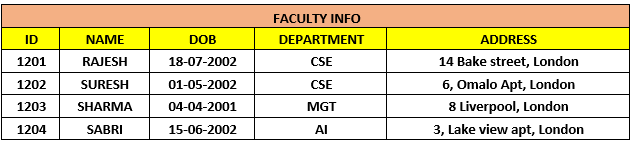 FACULTY INFO
ID NAME DOB DEPARTMENT ADDRESS
1201 RAJESH 18-07-2002 CSE 14 Bake street, London
1202 SURESH 01-05-2002 CSE 6, Omalo Apt, London
1203 SHARMA 04-04-2001 MGT 8 Liverpool, London
1204 SABRI 15-06-2002 AI 3, Lake view apt, London